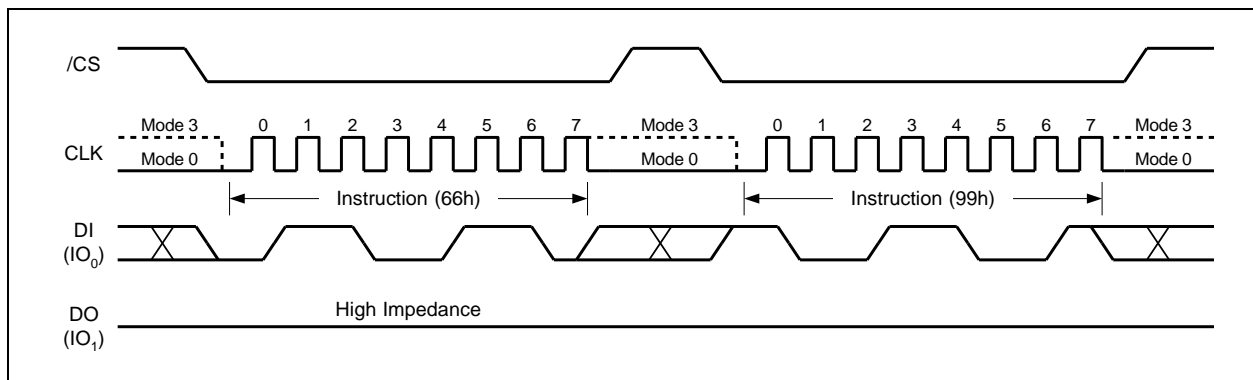 /CS
Mode 3 0 1 2 3 4 5 6 7 Mode 3 0 1 2 3 4 5 6 7 Mode 3
CLK
Mode 0 Mode 0 Mode 0
Instruction (66h) Instruction (99h)
DI
(IO0)
High Impedance
DO
(IO1)